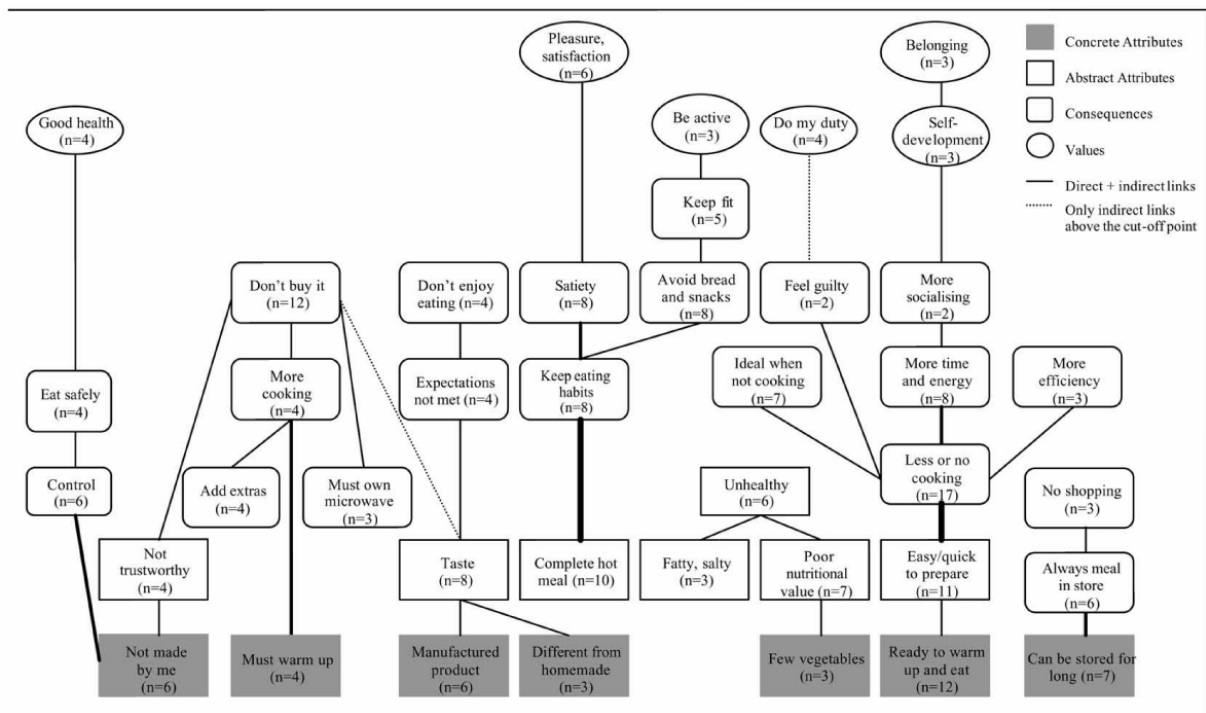 Pleasure,
satisfaction
(n=6)
Belonging
(n=3)
Concrete Attributes
Abstract Attributes
Consequences
Values
Direct + indirect links
Only indirect links
above the cut-off point
Good health
(n=4)
Be active
(n=3)
Do my duty
(n=4)
Self-
development
(n=3)
Keep fit
(n=5)
Don't buy it
(n=12)
Don't enjoy
eating (n=4)
Satiety
(n=8)
Avoid bread
and snacks
(n=8)
Feel guilty
(n=2)
More
socialising
(n=2)
Eat safely
(n=4)
More
cooking
(n=4)
Expectations
not met (n=4)
Keep eating
habits
(n=8)
Ideal when
not cooking
(n=7)
More time
and energy
(n=8)
More
efficiency
(n=3)
Control
(n=6)
Add extras
(n=4)
Must own
microwave
(n=3)
Unhealthy
(n=6)
Less or no
cooking
(n=17)
No shopping
(n=3)
Not
trustworthy
(n=4)
Taste
(n=8)
Complete hot
meal (n=10)
Fatty, salty
(n=3)
Poor
nutritional
value (n=7)
Easy/quick
to prepare
(n=11)
Always meal
in store
(n=6)
Not made
by me
(n=6)
Must warm up
(n=4)
Manufactured
product
(n=6)
Different from
homemade
(n=3)
Few vegetables
(n=3)
Ready to warm
up and eat
(n=12)
Can be stored for
long (n=7)